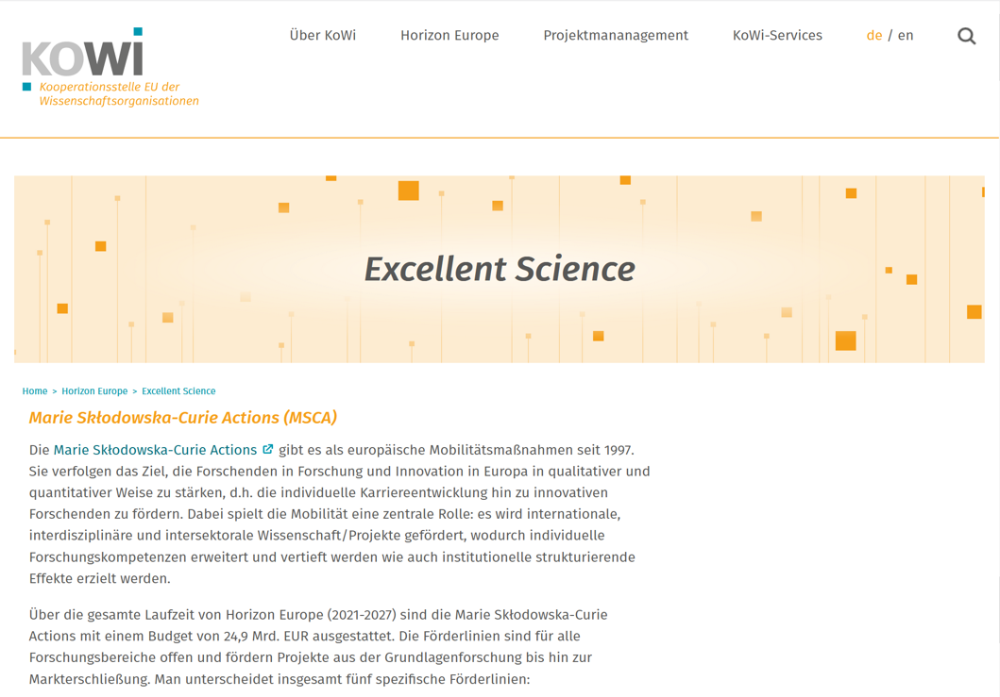 KOWi
Kooperationsstelle EU der
Wissenschaftsorganisationen
Über KoWi
Horizon Europe
Projektmananagement
KoWi-Services
de / en
Excellent Science
Home > Horizon Europe > Excellent Science
Marie Skłodowska-Curie Actions (MSCA)
Die Marie Skłodowska-Curie Actions gibt es als europäische Mobilitätsmaßnahmen seit 1997.
Sie verfolgen das Ziel, die Forschenden in Forschung und Innovation in Europa in qualitativer und
quantitativer Weise zu stärken, d.h. die individuelle Karriereentwicklung hin zu innovativen
Forschenden zu fördern. Dabei spielt die Mobilität eine zentrale Rolle: es wird internationale,
interdisziplinäre und intersektorale Wissenschaft/Projekte gefördert, wodurch individuelle
Forschungskompetenzen erweitert und vertieft werden wie auch institutionelle strukturierende
Effekte erzielt werden.
Über die gesamte Laufzeit von Horizon Europe (2021-2027) sind die Marie Skłodowska-Curie
Actions mit einem Budget von 24,9 Mrd. EUR ausgestattet. Die Förderlinien sind für alle
Forschungsbereiche offen und fördern Projekte aus der Grundlagenforschung bis hin zur
Markterschließung. Man unterscheidet insgesamt fünf spezifische Förderlinien: